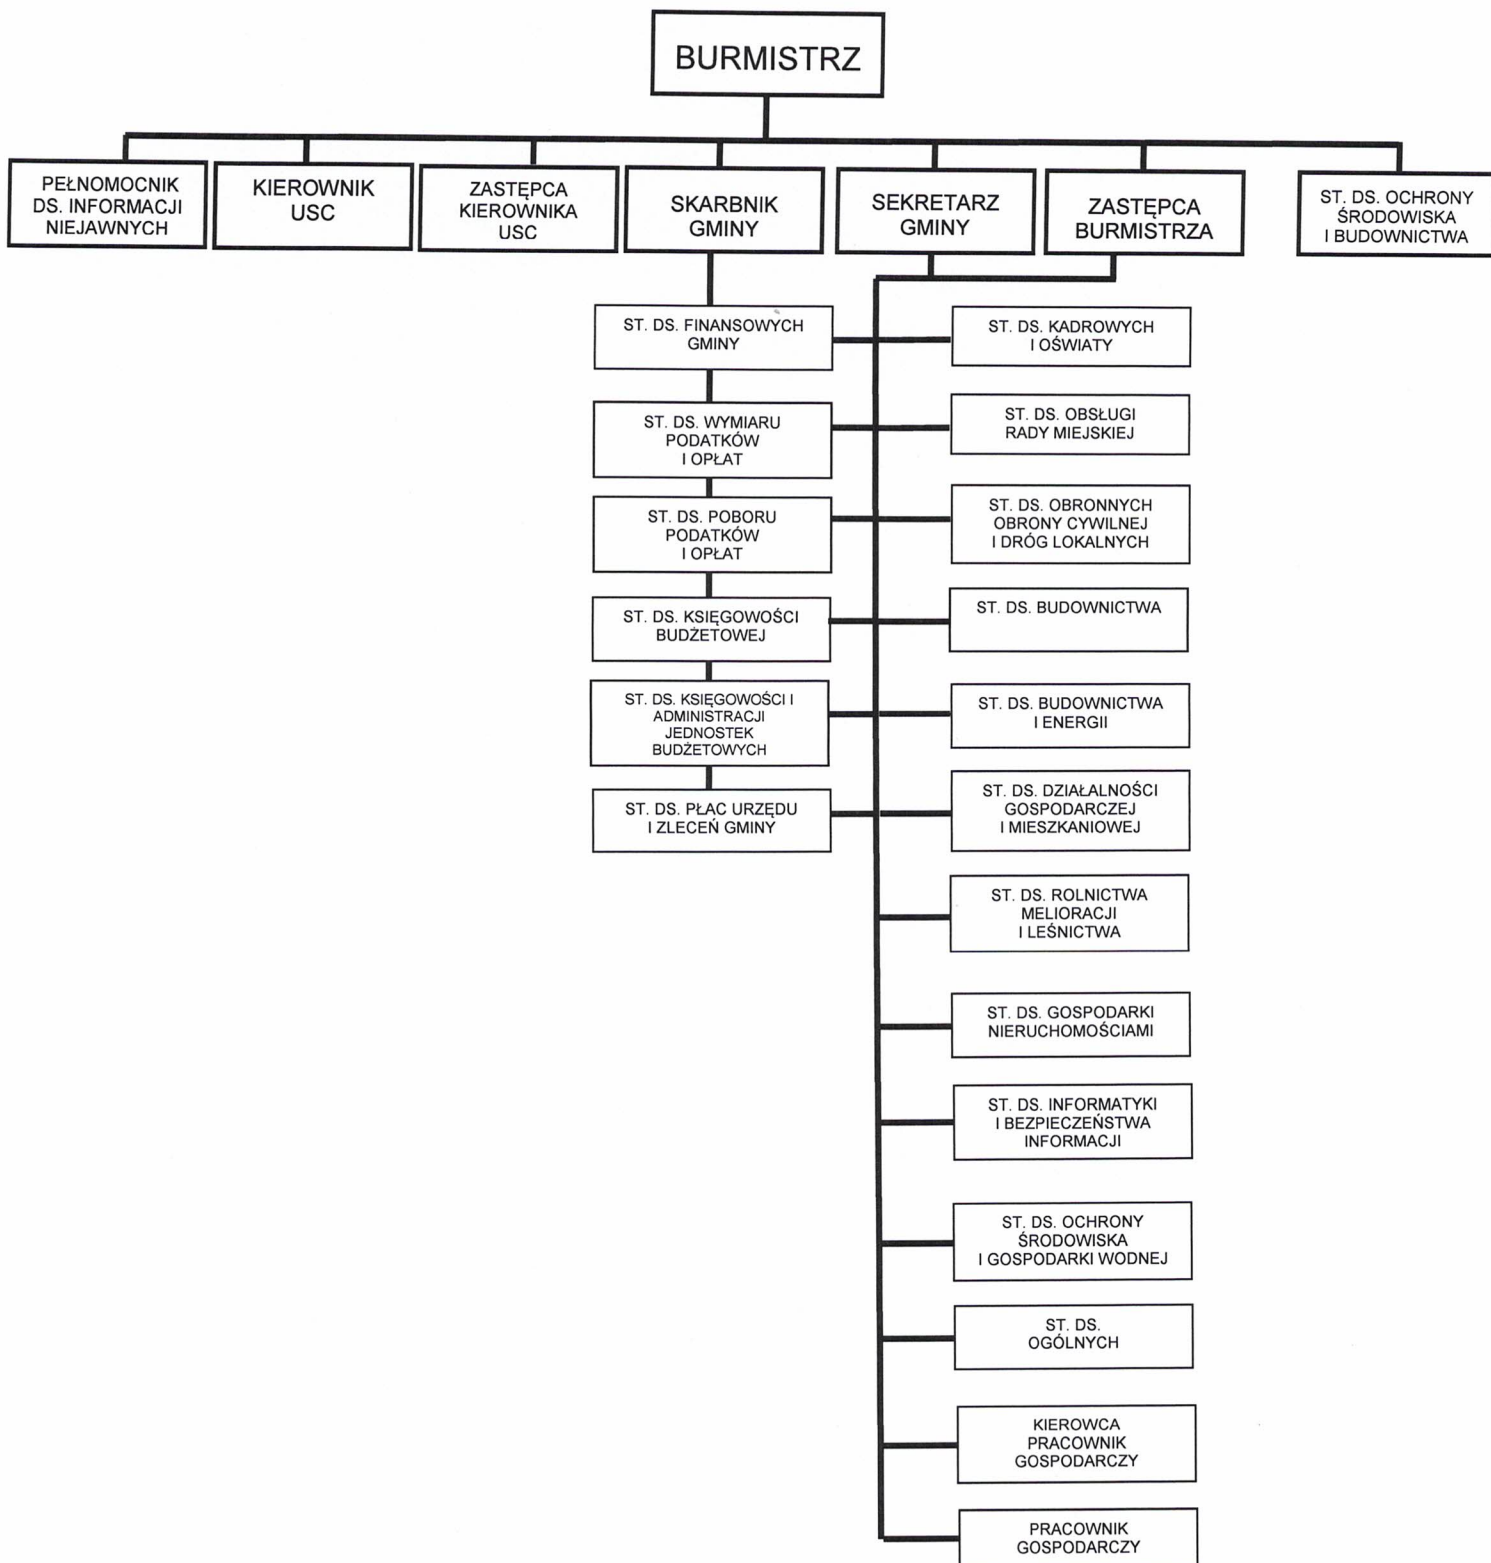 BURMISTRZ
PEŁNOMOCNIK
DS. INFORMACJI
NIEJAWNYCH
KIEROWNIK
USC
ZASTĘPCA
KIEROWNIKA
USC
SKARBNIK
GMINY
SEKRETARZ
GMINY
ZASTĘPCA
BURMISTRZA
ST. DS. OCHRONY
ŚRODOWISKA
I BUDOWNICTWA
ST. DS. FINANSOWYCH
GMINY
ST. DS. WYMIARU
PODATKÓW
I OPŁAT
ST. DS. POBORU
PODATKÓW
I OPŁAT
ST. DS. KSIĘGOWOŚCI
BUDŻETOWEJ
ST. DS. KSIĘGOWOŚCI I
ADMINISTRACJI
JEDNOSTEK
BUDŻETOWYCH
ST. DS. PŁAC URZĘDU
I ZLECEŃ GMINY
ST. DS. KADROWYCH
I OŚWIATY
ST. DS. OBSŁUGI
RADY MIEJSKIEJ
ST. DS. OBRONNYCH
OBRONY CYWILNEJ
I DRÓG LOKALNYCH
ST. DS. BUDOWNICTWA
ST. DS. BUDOWNICTWA
I ENERGII
ST. DS. DZIAŁALNOŚCI
GOSPODARCZEJ
I MIESZKANIOWEJ
ST. DS. ROLNICTWA
MELIORACJI
I LEŚNICTWA
ST. DS. GOSPODARKI
NIERUCHOMOŚCIAMI
ST. DS. INFORMATYKI
I BEZPIECZEŃSTWA
INFORMACJI
ST. DS. OCHRONY
ŚRODOWISKA
I GOSPODARKI WODNEJ
ST. DS.
OGÓLNYCH
KIEROWCA
PRACOWNIK
GOSPODARCZY
PRACOWNIK
GOSPODARCZY